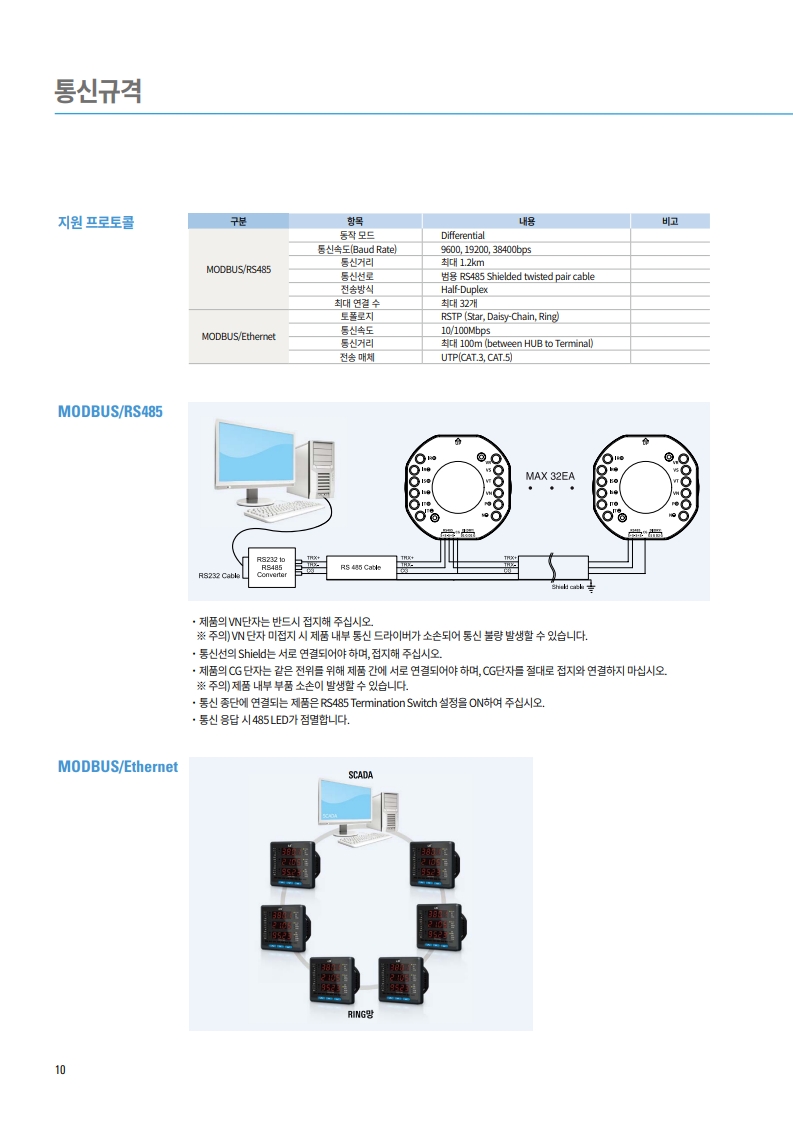 통신규격
지원 프로토콜
구분 항목 내용 비고
MODBUS/RS485
동작 모드 Differential
통신속도(Baud Rate) 9600, 19200, 38400bps
통신거리 최대 1.2km
통신선로 범용 RS485 Shielded twisted pair cable
전송방식 Half-Duplex
최대 연결 수 최대 32개
MODBUS/Ethernet
토폴로지 RSTP (Star, Daisy-Chain, Ring)
통신속도 10/100Mbps
통신거리 최대 100m (between HUB to Terminal)
전송 매체 UTP(CAT.3, CAT.5)
MODBUS/RS485
MAX 32EA
RS232 Cable
RS232 to
RS485
Converter
TRX+
TRX-
CG
RS 485 Cable
TRX+
TRX-
CG
TRX+
TRX-
CG
Shield cable
・제품의 VN단자는 반드시 접지해 주십시오.
※ 주의) VN 단자 미접지 시 제품 내부 통신 드라이버가 소손되어 통신 불량 발생할 수 있습니다.
・통신선의 Shield는 서로 연결되어야 하며, 접지해 주십시오.
・제품의 CG 단자는 같은 전위를 위해 제품 간에 서로 연결되어야 하며, CG단자를 절대로 접지와 연결하지 마십시오.
※ 주의) 제품 내부 부품 소손이 발생할 수 있습니다.
・통신 종단에 연결되는 제품은 RS485 Termination Switch 설정을 ON하여 주십시오.
・통신 응답 시 485 LED가 점멸합니다.
MODBUS/Ethernet
SCADA
SCADA
RING망
10